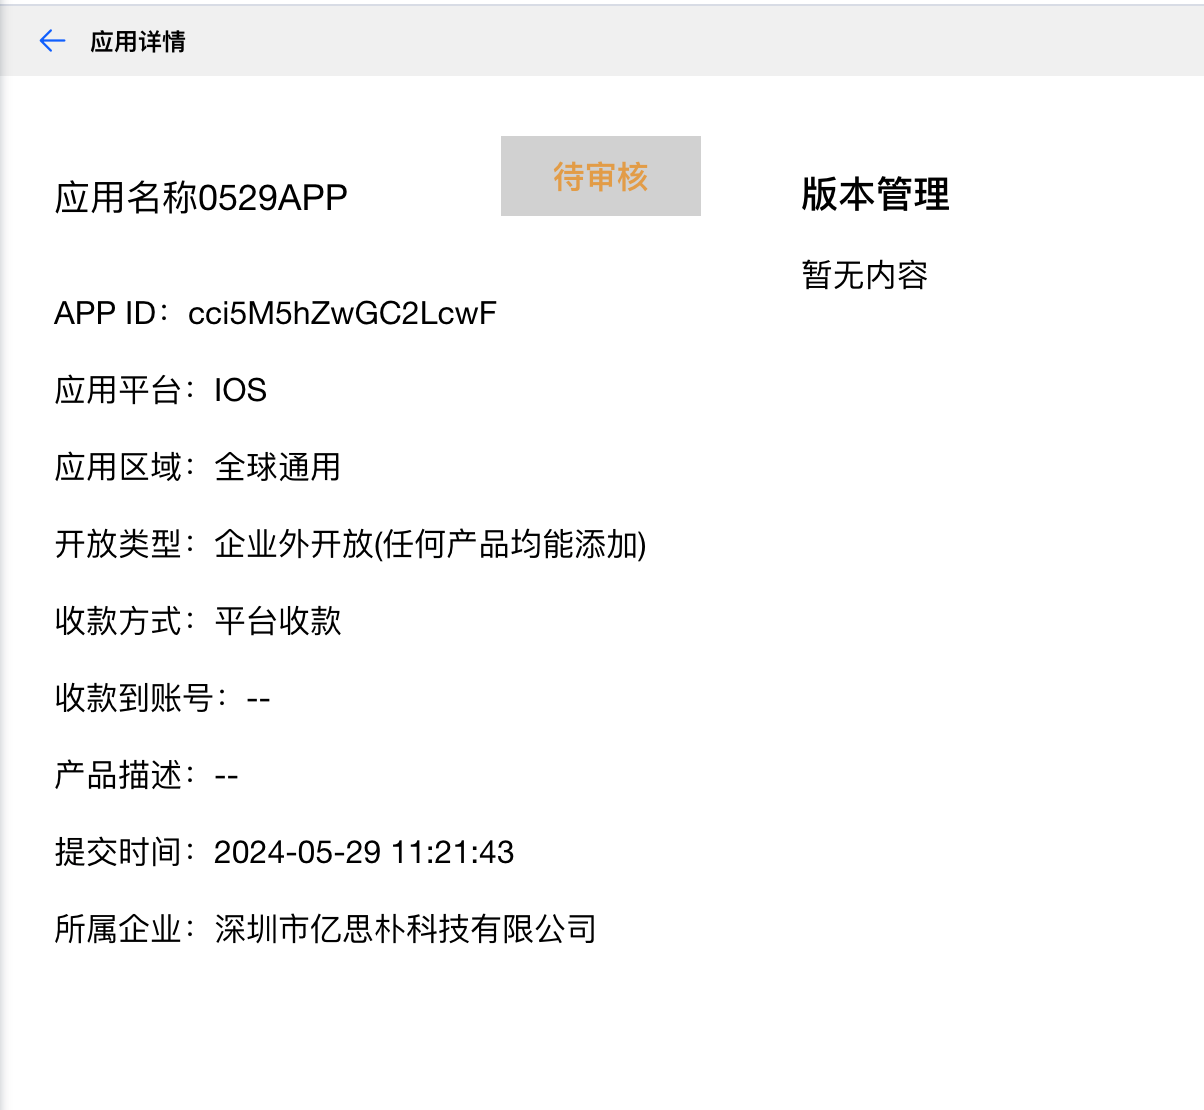 应用详情
应用名称0529APP
待审核
APP ID：cci5M5hZwGC2LcwF
应用平台：IOS
应用区域：全球通用
开放类型：企业外开放(任何产品均能添加)
收款方式：平台收款
收款到账号：--
产品描述：--
提交时间：2024-05-29 11:21:43
所属企业：深圳市亿思朴科技有限公司
版本管理
暂无内容